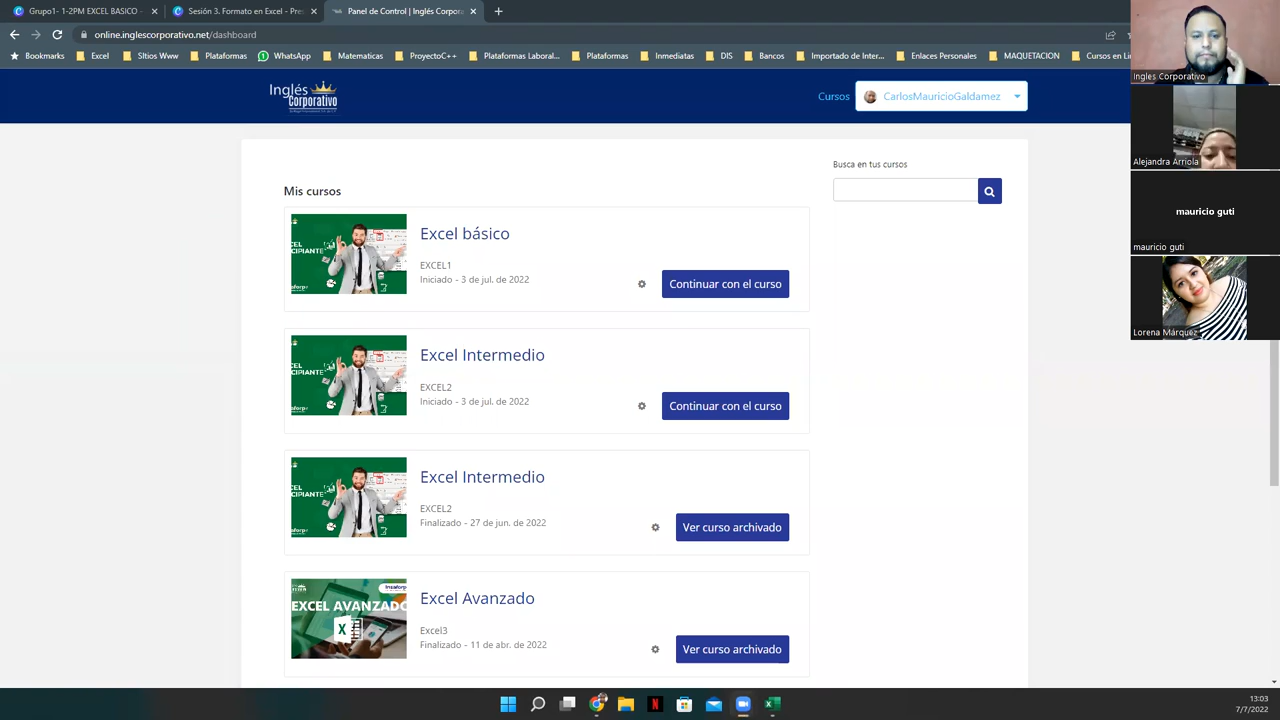 Grupo1- 1-2PM EXCEL BASICO -
Sesión 3. Formato en Excel - Pre
Panel de Control | Inglés Corpora
online.inglescorporativo.net/dashboard
Bookmarks
Excel
Sitios Www
Plataformas
WhatsApp
Matematicas
ProyectoC++
Plataformas Laboral...
Plataformas
Inmediatas
DIS
Bancos
Importado de Inter...
Enlaces Personales
MAQUETACION
Cursos en Li
Inglés
Corporativo
Cursos
CarlosMauricioGaldamez
Mis cursos
Busca en tus cursos
Excel básico
EXCEL1
Iniciado - 3 de jul. de 2022
Continuar con el curso
Excel Intermedio
EXCEL2
Iniciado - 3 de jul. de 2022
Continuar con el curso
Excel Intermedio
EXCEL2
Finalizado - 27 de jun. de 2022
Ver curso archivado
EXCEL AVANZADO
Excel Avanzado
Excel3
Finalizado - 11 de abr. de 2022
Ver curso archivado
Ingles Corporativo
Alejandra Arriola
mauricio guti
mauricio guti
Lorena Márquez
13:03
7/7/2022